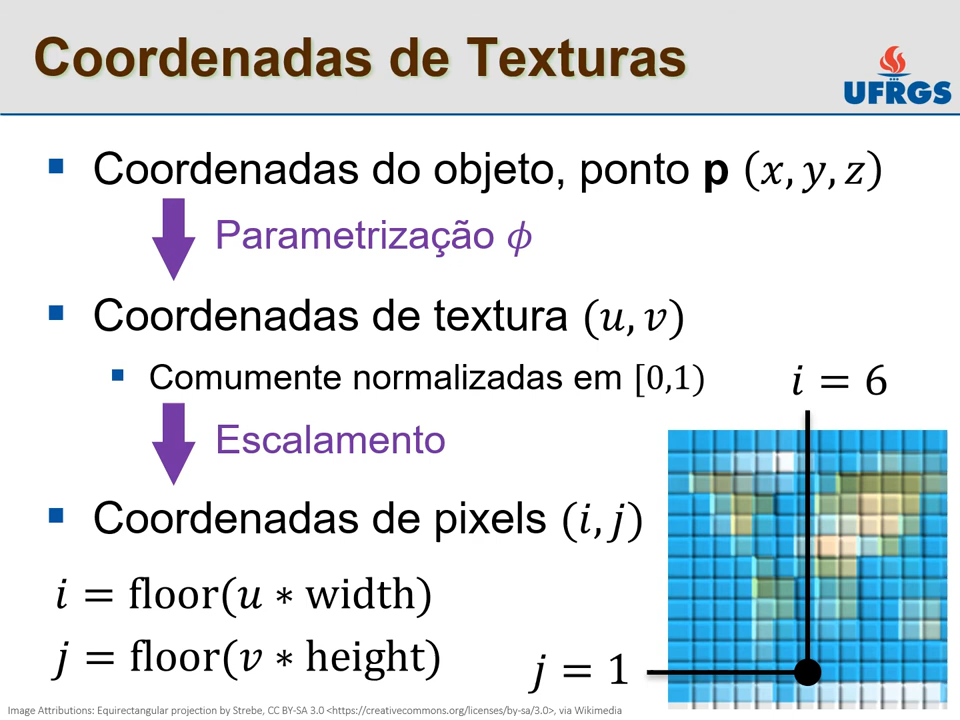 Coordenadas de Texturas
UFRGS
Coordenadas do objeto, ponto p (x, y, z)
Parametrização ϕ
Coordenadas de textura (u, v)
Comumente normalizadas em [0,1)
i = 6
Escalamento
Coordenadas de pixels (i, j)
i = floor(u ∗ width)
j = floor(v ∗ height)
j = 1
Image Attributions: Equirectangular projection by Strebe, CC BY-SA 3.0 <https://creativecommons.org/licenses/by-sa/3.0>, via Wikimedia